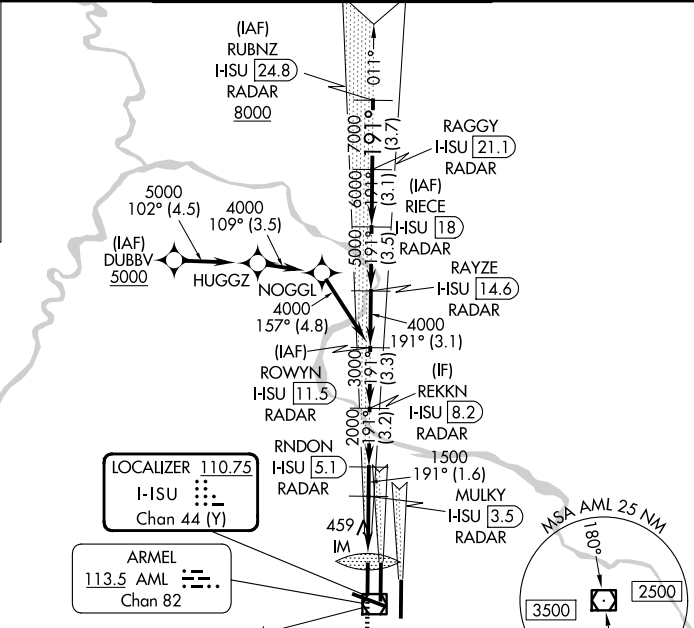 (IAF)
RUBNZ
I-ISU 24.8
RADAR
8000
011°
7000
191°
(3.7)
RAGGY
I-ISU 21.1
RADAR
6000
191°
(3.1)
(IAF)
RIECE
I-ISU 18
RADAR
5000
102° (4.5)
4000
109° (3.5)
5000
191°
(3.5)
(IAF)
DUBBV
5000
HUGGZ
NOGGL
4000
157° (4.8)
RAYZE
I-ISU 14.6
RADAR
4000
191° (3.1)
(IAF)
ROWYN
I-ISU 11.5
RADAR
3000
191°
(3.3)
(IF)
REKKN
I-ISU 8.2
RADAR
2000
191°
(3.2)
RNDON
I-ISU 5.1
RADAR
1500
191° (1.6)
MULKY
I-ISU 3.5
RADAR
LOCALIZER 110.75
I-ISU
Chan 44 (Y)
459
IM
ARMEL
113.5 AML
Chan 82
MSA AML 25 NM
180°
3500
2500